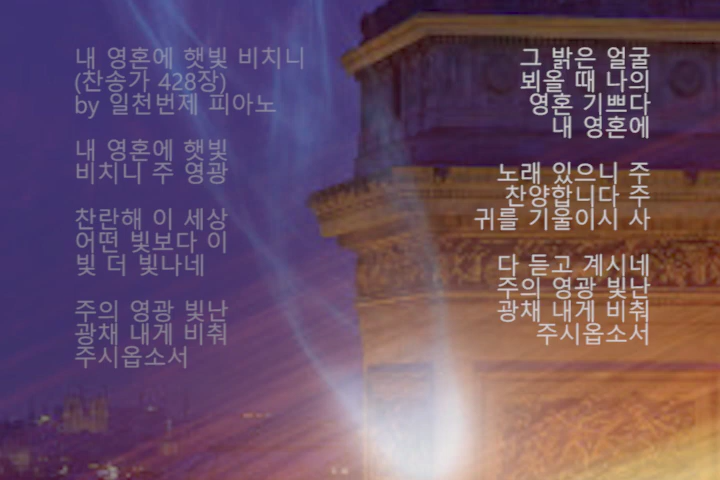 내 영혼에 햇빛 비치니
(찬송가 428장)
by 일천번제 피아노
내 영혼에 햇빛
비치니 주 영광
찬란해 이 세상
어떤 빛보다 이
빛 더 빛나네
주의 영광 빛난
광채 내게 비춰
주시옵소서
그 밝은 얼굴
뵈올 때 나의
영혼 기쁘다
내 영혼에
노래 있으니 주
찬양합니다 주
귀를 기울이시 사
다 듣고 계시네
주의 영광 빛난
광채 내게 비춰
주시옵소서